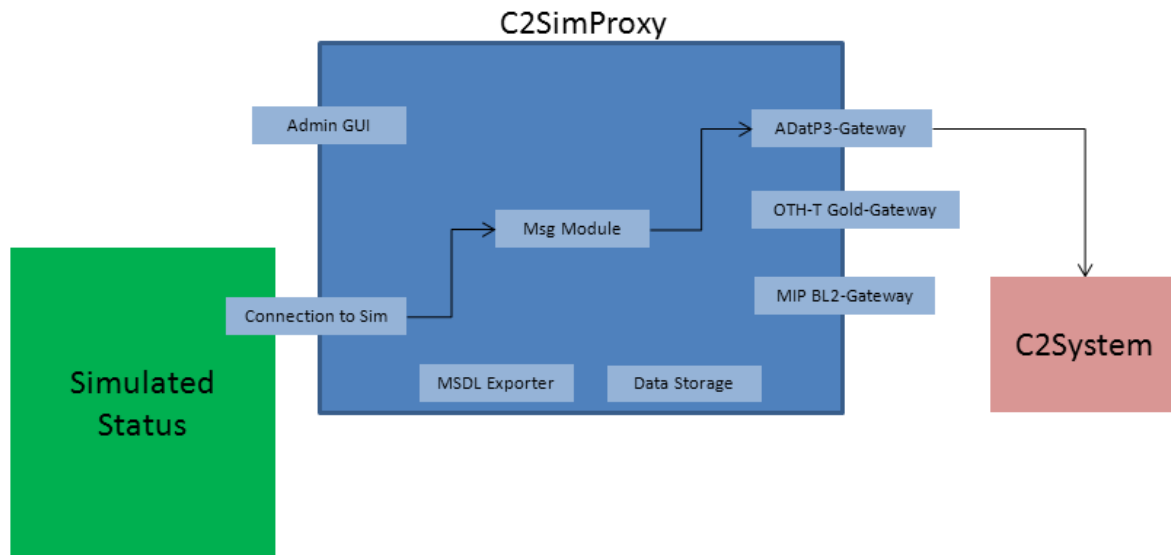 C2SimProxy
Admin GUI
ADatP3-Gateway
OTH-T Gold-Gateway
Msg Module
MIP BL2-Gateway
Connection to Sim
C2System
MSDL Exporter
Data Storage
Simulated
Status